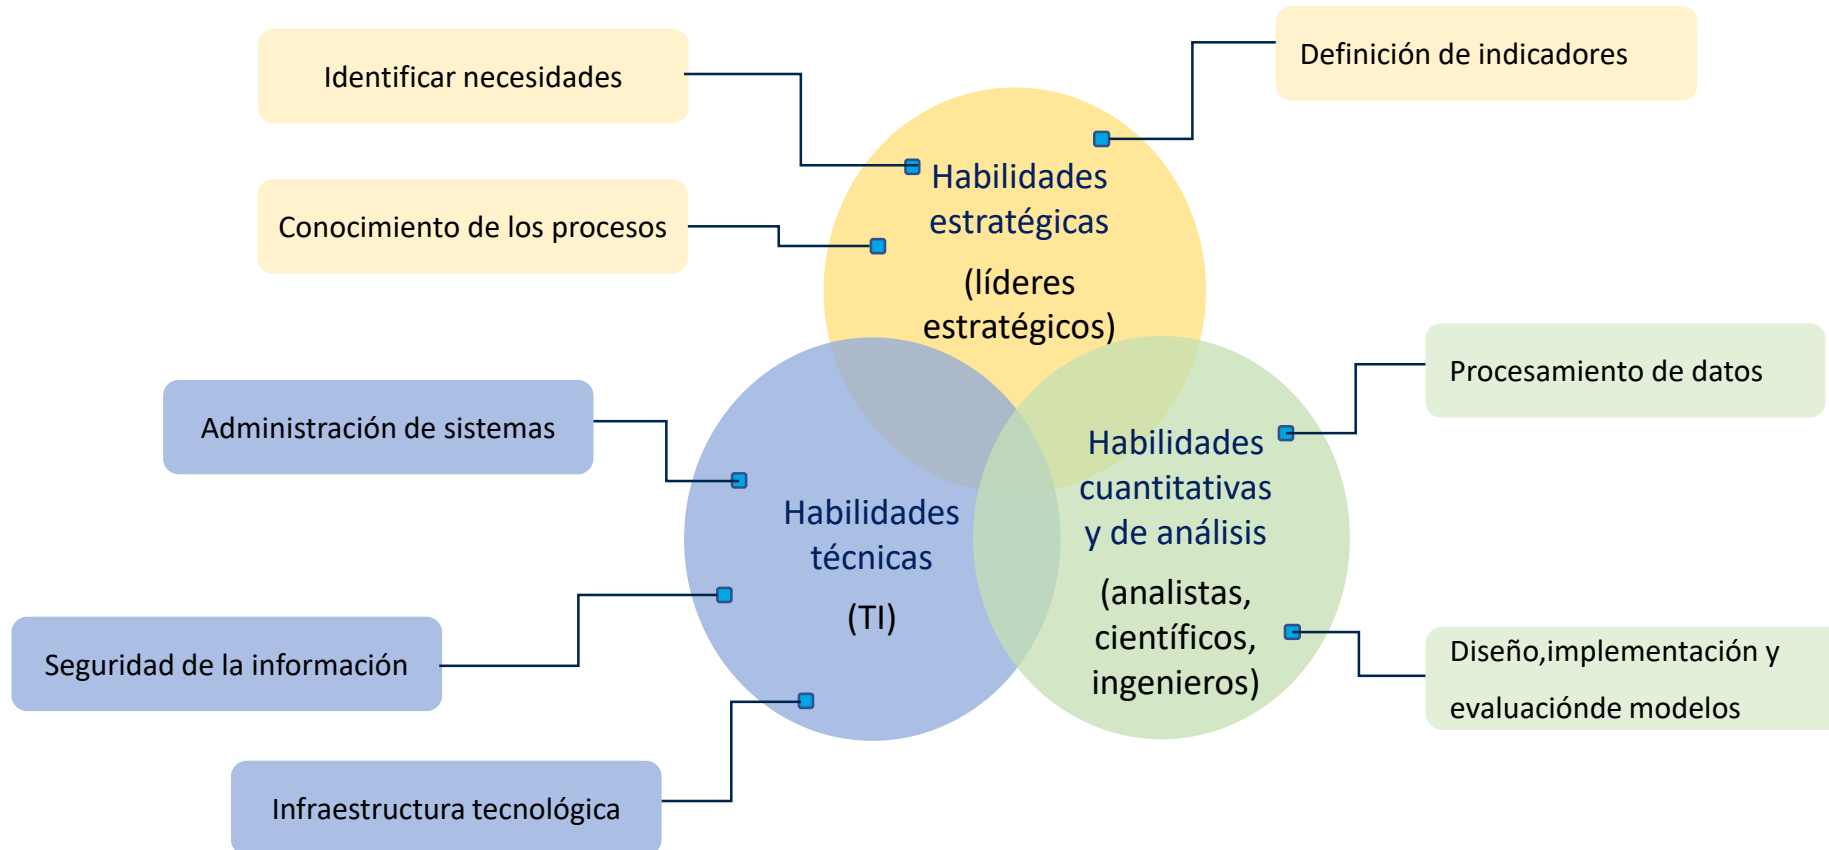 Identificar necesidades
Definición de indicadores
Conocimiento de los procesos
Habilidades
estratégicas
(líderes
estratégicos)
Procesamiento de datos
Administración de sistemas
Habilidades
técnicas
(TI)
Habilidades
cuantitativas
y de análisis
(analistas,
científicos,
ingenieros)
Seguridad de la información
Diseño,implementación y
evaluaciónde modelos
Infraestructura tecnológica